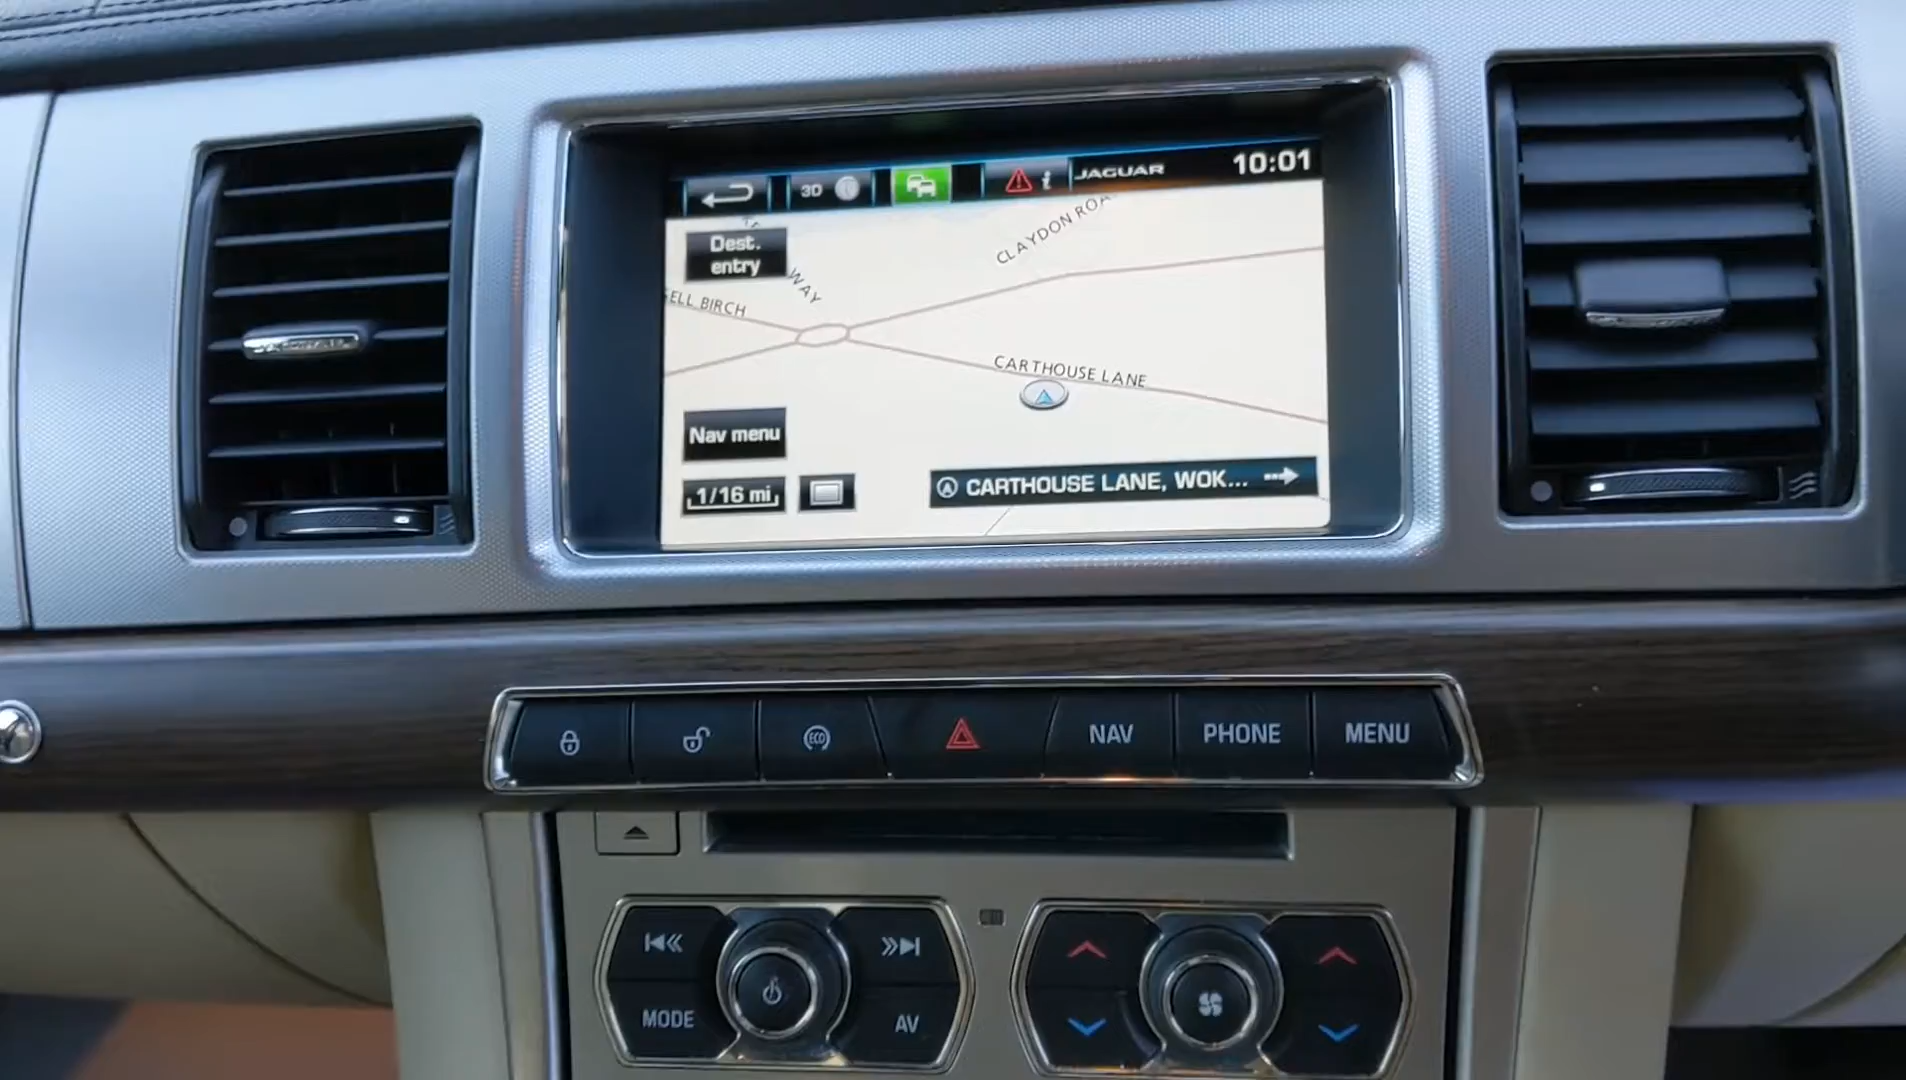 3D
i
JAGUAR
10:01
Dest.
entry
WAY
CLAYDON ROA
ELL BIRCH
CARTHOUSE LANE
Nav menu
1/16 mi
CARTHOUSE LANE, WOK...
ECO
NAV
PHONE
MENU
MODE
AV